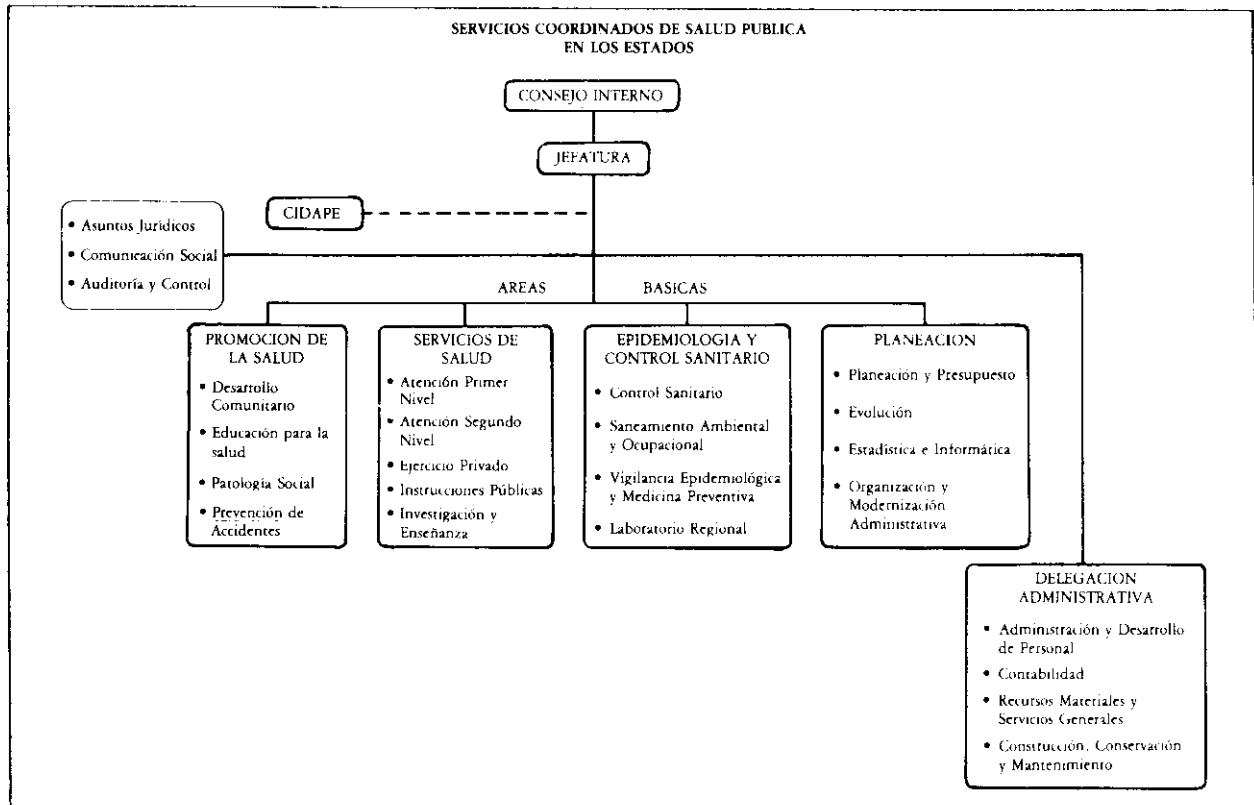 SERVICIOS COORDINADOS DE SALUD PUBLICA
EN LOS ESTADOS
CONSEJO INTERNO
JEFATURA
CIDAPE
• Asuntos Jurídicos
• Comunicación Social
• Auditoría y Control
AREAS BASICAS
PROMOCION DE
LA SALUD
• Desarrollo
Comunitario
• Educación para la
salud
• Patología Social
• Prevención de
Accidentes
SERVICIOS DE
SALUD
• Atención Primer
Nivel
• Atención Segundo
Nivel
• Ejercicio Privado
• Instrucciones Públicas
• Investigación y
Enseñanza
EPIDEMIOLOGIA Y
CONTROL SANITARIO
• Control Sanitario
• Saneamiento Ambiental
y Ocupacional
• Vigilancia Epidemiológica
y Medicina Preventiva
• Laboratorio Regional
PLANEACION
• Planeación y Presupuesto
• Evolución
• Estadística e Informática
• Organización y
Modernización
Administrativa
DELEGACION
ADMINISTRATIVA
• Administración y Desarrollo
de Personal
• Contabilidad
• Recursos Materiales y
Servicios Generales
• Construcción, Conservación
y Mantenimiento